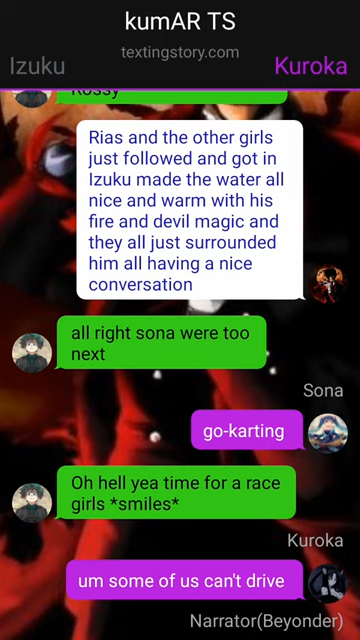 kumAR TS
textingstory.com
Izuku
Kuroka
Rossy
Rias and the other girls
just followed and got in
Izuku made the water all
nice and warm with his
fire and devil magic and
they all just surrounded
him all having a nice
conversation
all right sona were too
next
Sona
go-karting
Oh hell yea time for a race
girls *smiles*
Kuroka
um some of us can't drive
Narrator(Beyonder)